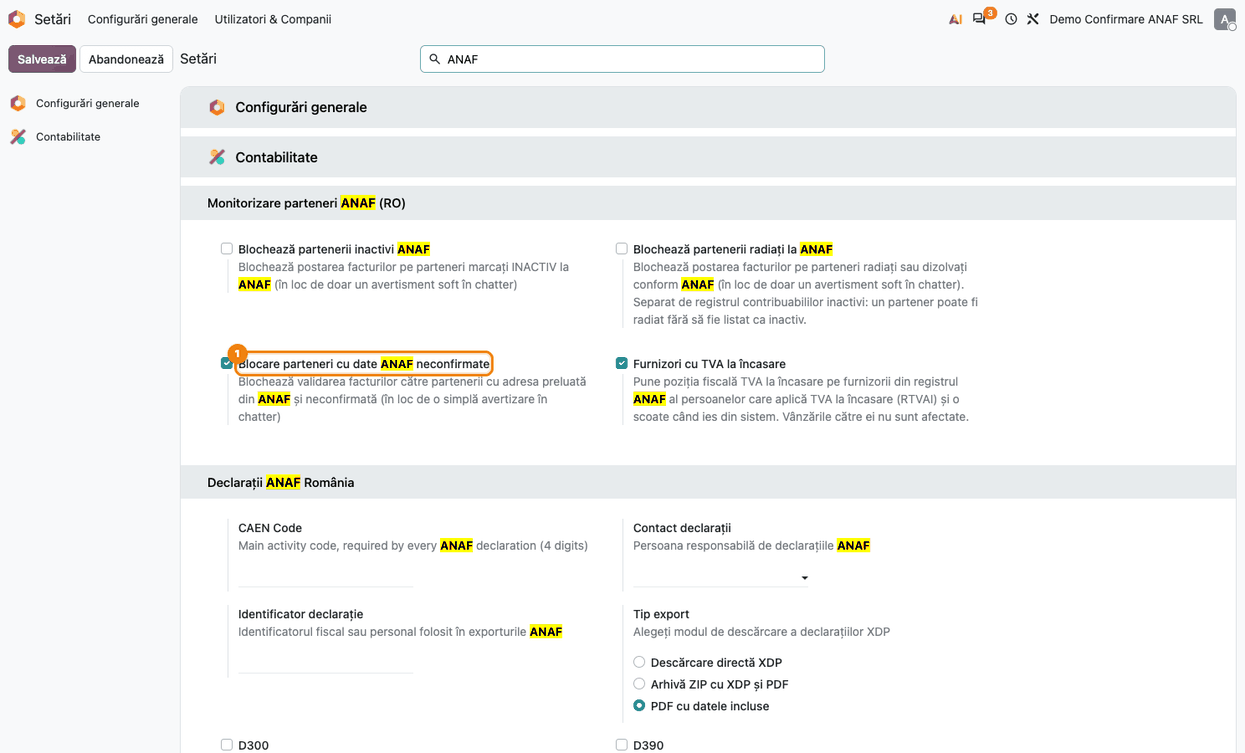 Setări Configurări generale Utilizatori & Companii AI 3 Demo Confirmare ANAF SRL A
Salvează Abandonează Setări ANAF
Configurări generale
Contabilitate
Configurări generale
Contabilitate
Monitorizare parteneri ANAF (RO)
Blochează partenerii inactivi ANAF
Blochează postarea facturilor pe parteneri marcați INACTIV la
ANAF (în loc de doar un avertisment soft în chatter)
Blochează partenerii radiați la ANAF
Blochează postarea facturilor pe parteneri radiați sau dizolvați
conform ANAF (în loc de doar un avertisment soft în chatter).
Separat de registrul contribuabililor inactivi: un partener poate fi
radiat fără să fie listat ca inactiv.
1
Blocare parteneri cu date ANAF neconfirmate
Blochează validarea facturilor către partenerii cu adresa preluată
din ANAF și neconfirmată (în loc de o simplă avertizare în
chatter)
Furnizori cu TVA la încasare
Pune poziția fiscală TVA la încasare pe furnizorii din registrul
ANAF al persoanelor care aplică TVA la încasare (RTVAI) și o
scoate când ies din sistem. Vânzările către ei nu sunt afectate.
Declarații ANAF România
CAEN Code
Main activity code, required by every ANAF declaration (4 digits)
Contact declarații
Persoana responsabilă de declarațiile ANAF
Identificator declarație
Identificatorul fiscal sau personal folosit în exporturile ANAF
Tip export
Alegeți modul de descărcare a declarațiilor XDP
Descărcare directă XDP
Arhivă ZIP cu XDP și PDF
PDF cu datele incluse
D300
D390